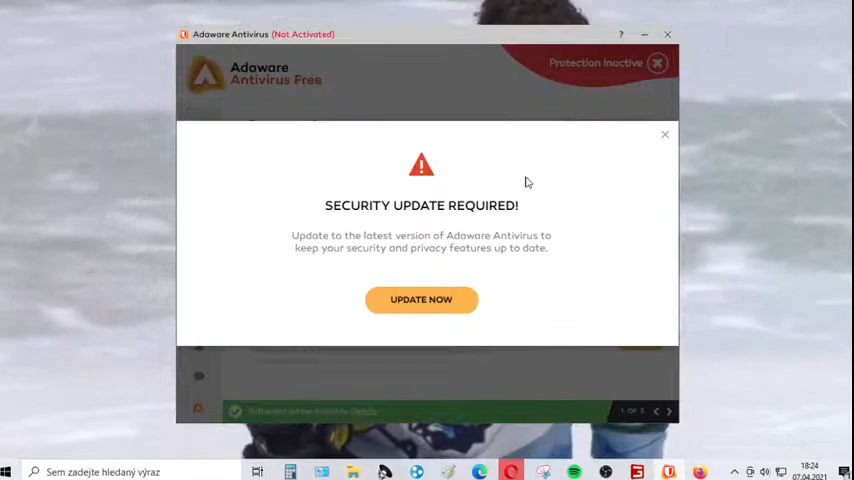 Adaware Antivirus (Not Activated)
?
Adaware
Antivirus Free
Protection Inactive
SECURITY UPDATE REQUIRED!
Update to the latest version of Adaware Antivirus to
keep your security and privacy features up to date.
UPDATE NOW
1 OF 3
Sem zadejte hledaný výraz
18:24
07.04.2021